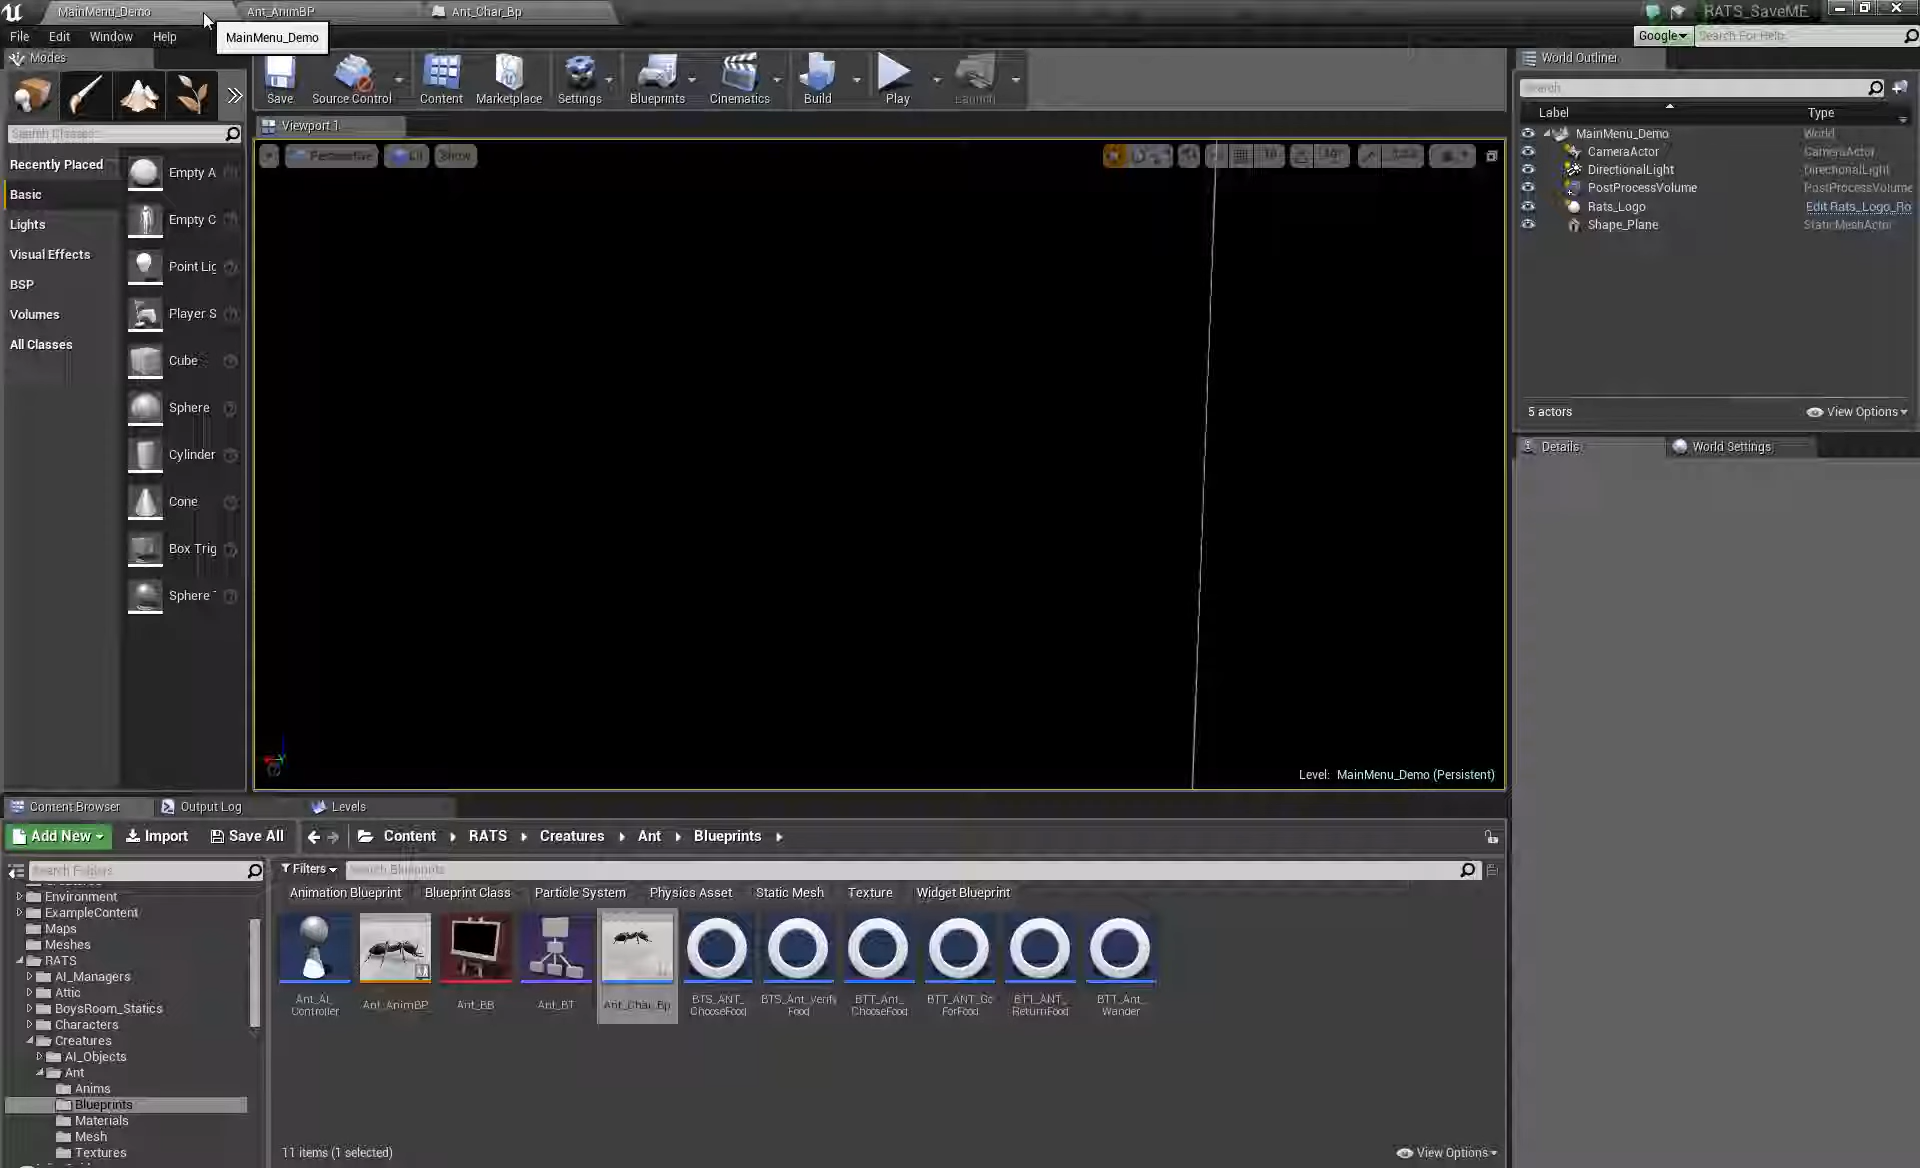 MainMenu_Demo
Ant_AnimBP
Ant_Char_Bp
RATS_SaveME
File
Edit
Window
Help
MainMenu_Demo
Google
Search For Help
Modes
Save
Source Control
Content
Marketplace
Settings
Blueprints
Cinematics
Build
Play
Launch
Search Classes
Viewport 1
Perspective
Lit
Show
Recently Placed
Basic
Lights
Visual Effects
BSP
Volumes
All Classes
Empty A
Empty C
Point Lig
Player S
Cube
Sphere
Cylinder
Cone
Box Trig
Sphere
Level: MainMenu_Demo (Persistent)
World Outliner
Search
Label
Type
MainMenu_Demo
World
CameraActor
CameraActor
DirectionalLight
DirectionalLight
PostProcessVolume
PostProcessVolume
Rats_Logo
Edit Rats_Logo_Ro
Shape_Plane
StaticMeshActor
5 actors
View Options
Details
World Settings
Content Browser
Output Log
Levels
Add New
Import
Save All
Content
RATS
Creatures
Ant
Blueprints
Search Folders
Filters
Search Blueprints
Animation Blueprint
Blueprint Class
Particle System
Physics Asset
Static Mesh
Texture
Widget Blueprint
Environment
ExampleContent
Maps
Meshes
RATS
AI_Managers
Attic
BoysRoom_Statics
Characters
Creatures
AI_Objects
Ant
Anims
Blueprints
Materials
Mesh
Textures
Ant_AI_
Controller
Ant_AnimBP
Ant_BB
Ant_BT
Ant_Char_Bp
BTS_ANT_
ChooseFood
BTS_Ant_Verify
Food
BTT_Ant_
ChooseFood
BTT_ANT_Go
ForFood
BTT_ANT_
ReturnFood
BTT_Ant_
Wander
11 items (1 selected)
View Options